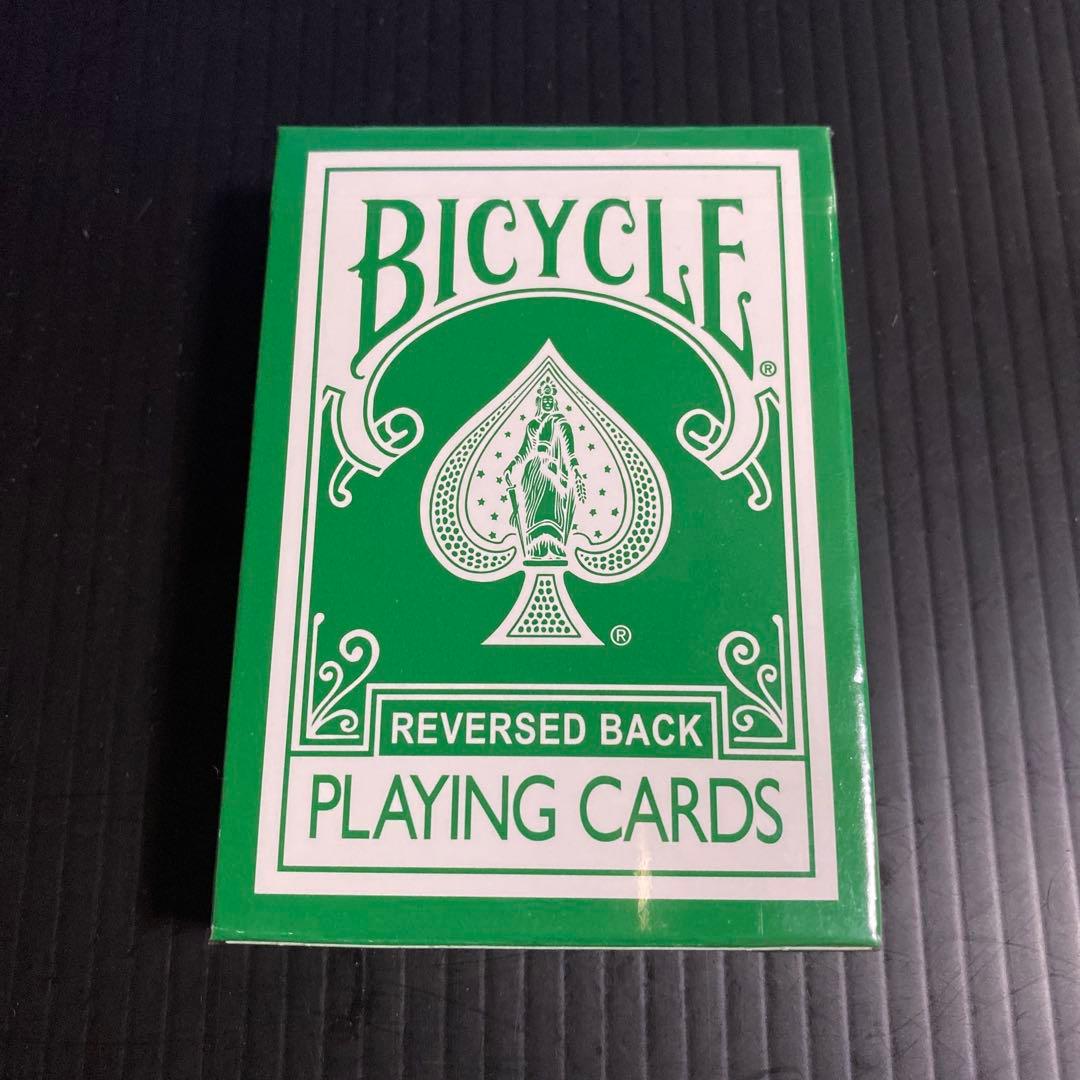 BICYCLE®
®
REVERSED BACK
PLAYING CARDS